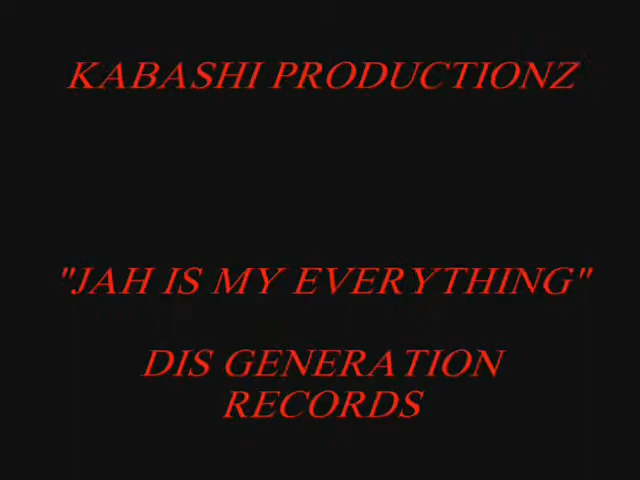 KABASHI PRODUCTIONZ
"JAH IS MY EVERYTHING"
DIS GENERATION
RECORDS